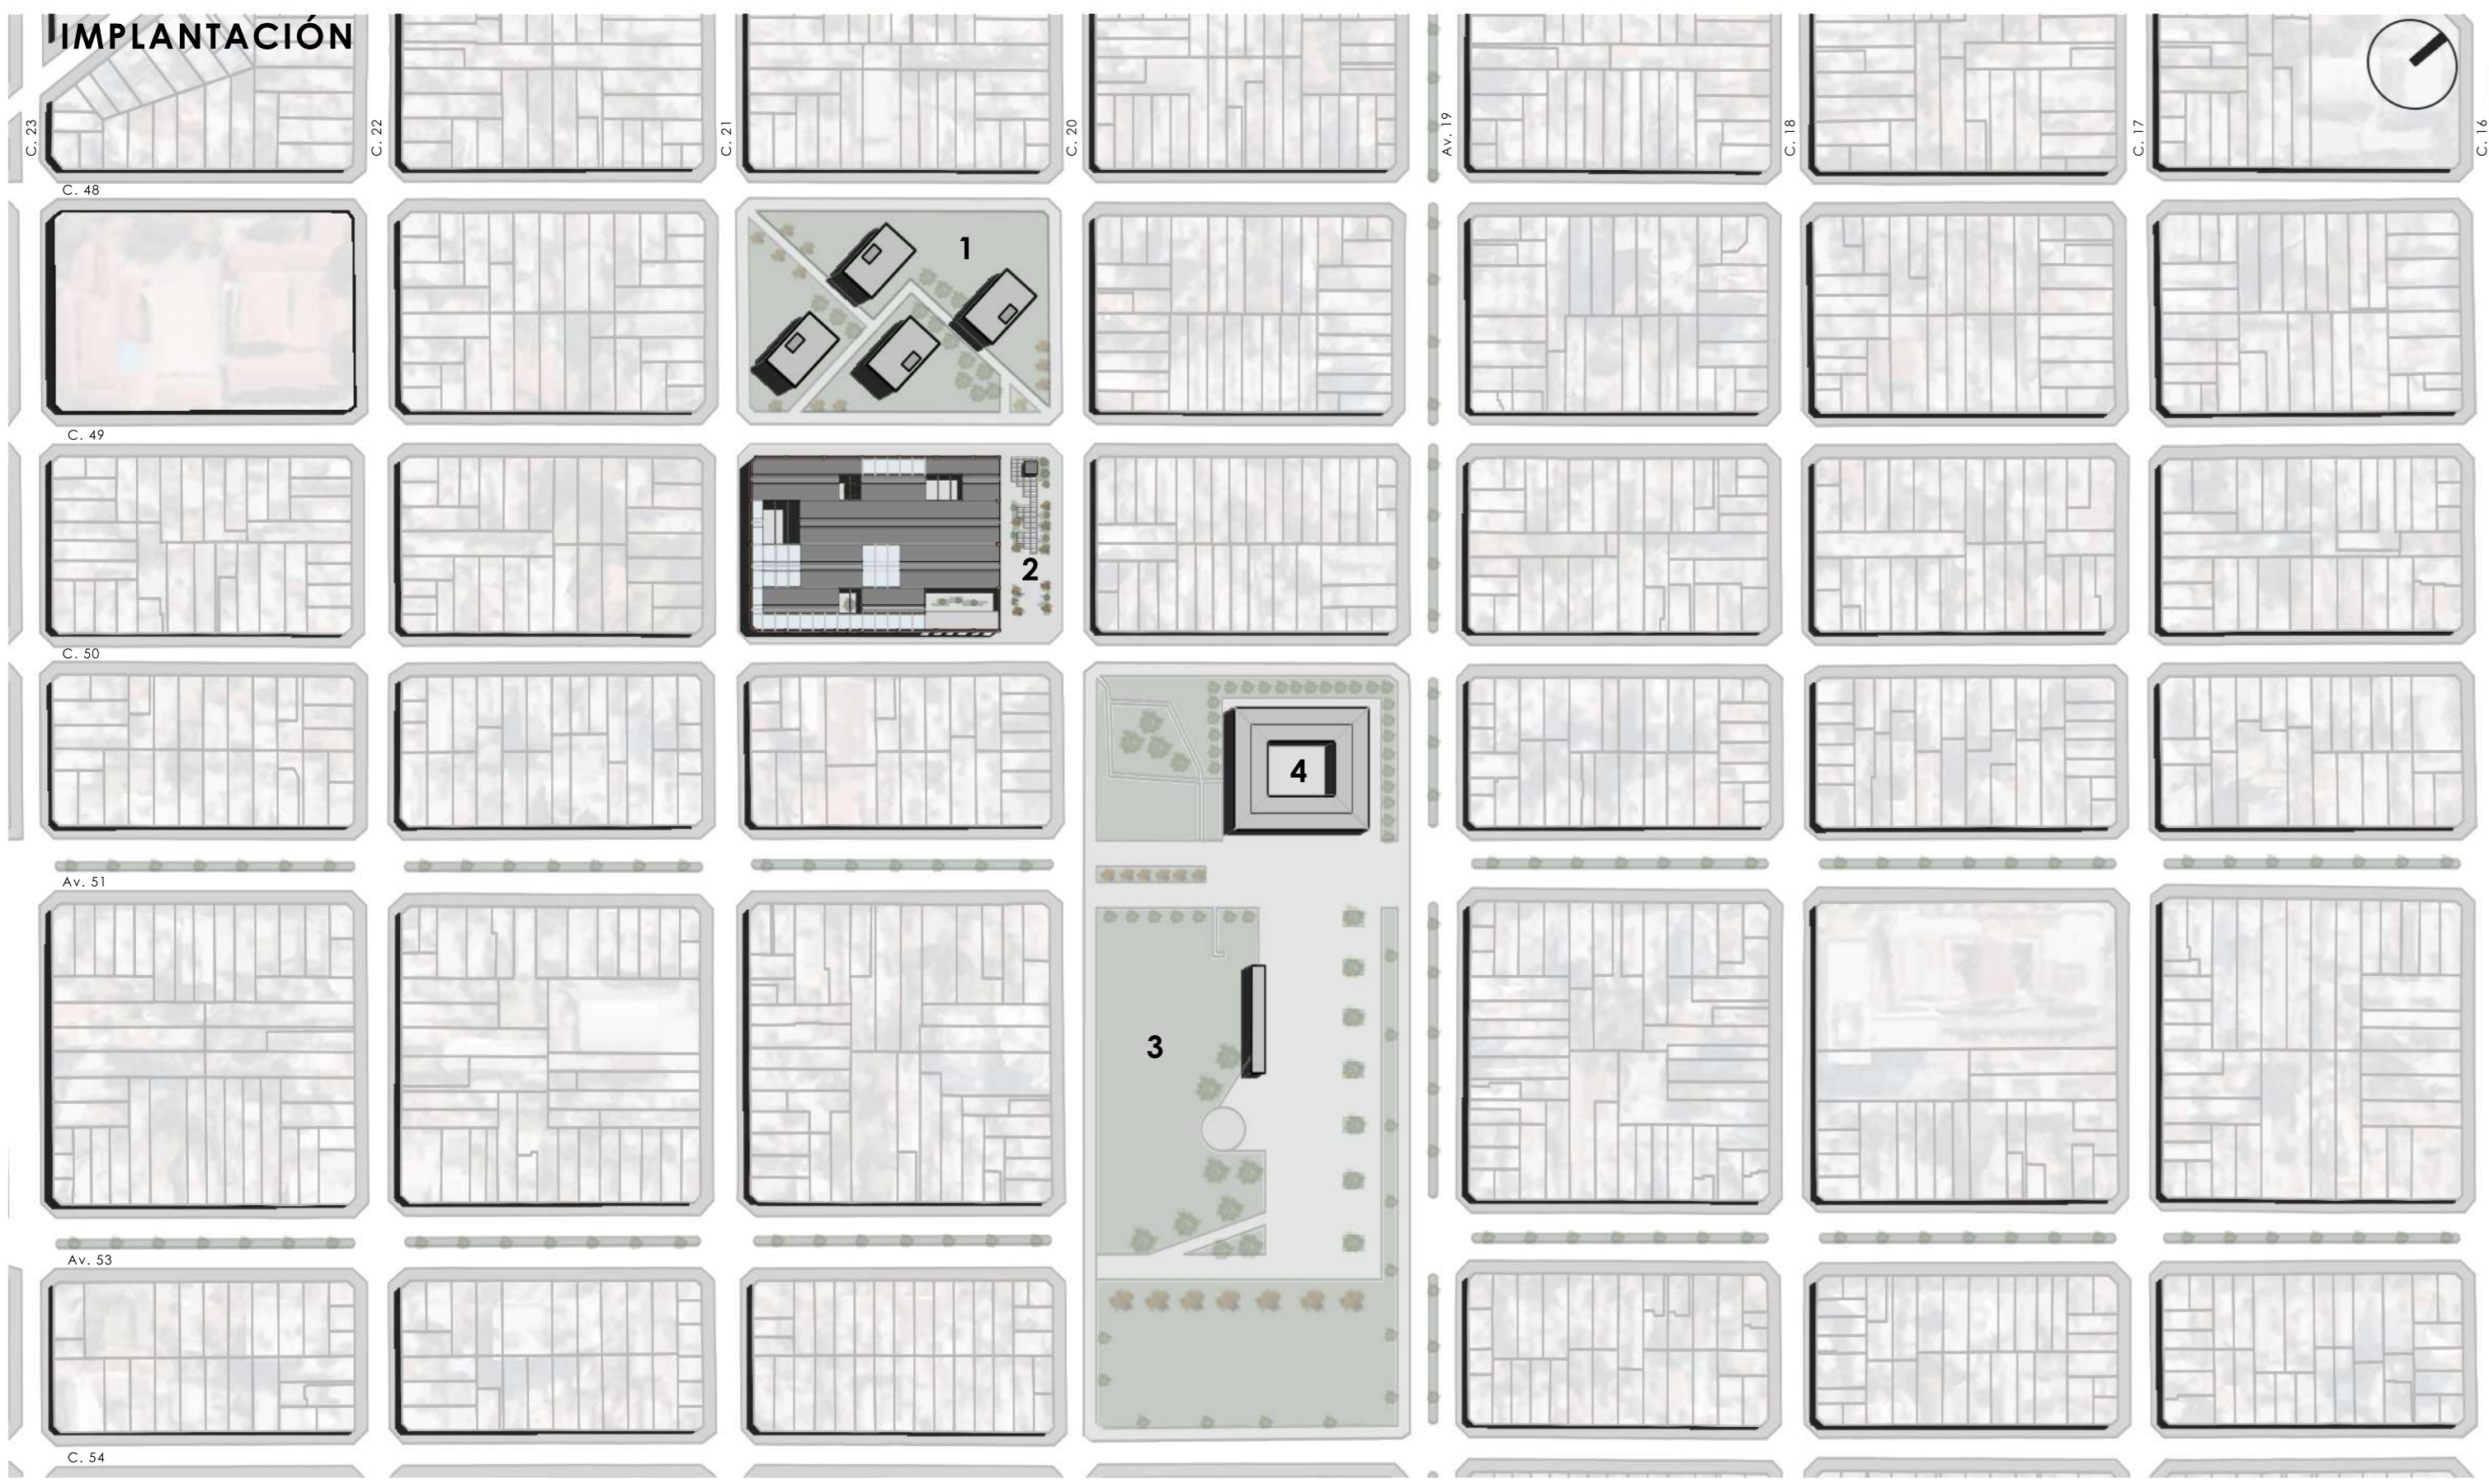 IMPLANTACIÓN
C. 23
C. 22
C. 21
C. 20
Av. 19
C. 18
C. 17
C. 16
C. 48
1
C. 49
2
C. 50
4
Av. 51
3
Av. 53
C. 54